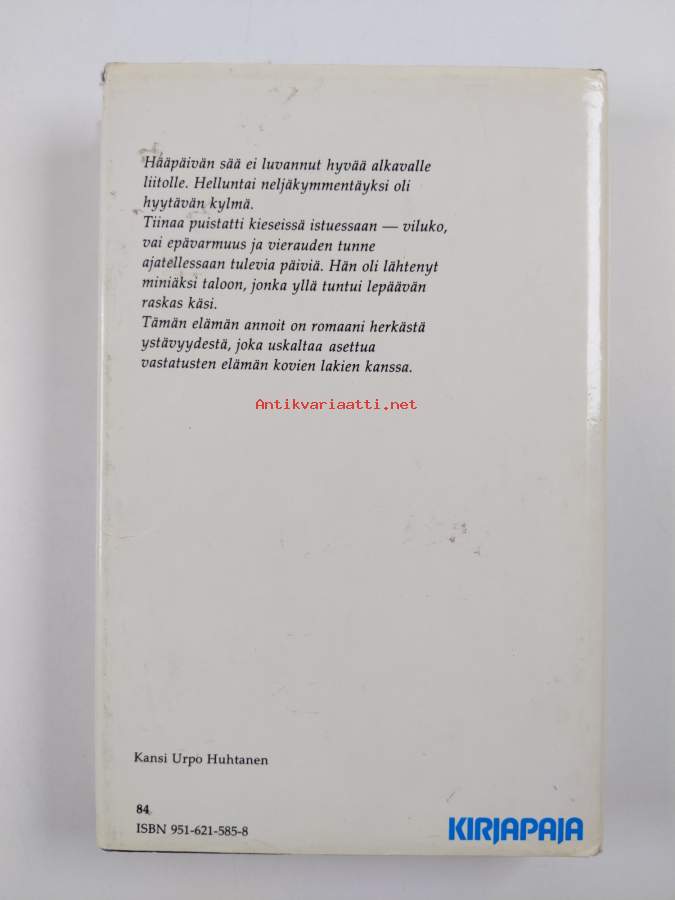 Hääpäivän sää ei luvannut hyvää alkavalle
liitolle. Helluntai neljäkymmentäyksi oli
hyytävän kylmä.
Tiinaa puistatti kieseissä istuessaan — viluko,
vai epävarmuus ja vierauden tunne
ajatellessaan tulevia päiviä. Hän oli lähtenyt
miniäksi taloon, jonka yllä tuntui lepäävän
raskas käsi.
Tämän elämän annoit on romaani herkästä
ystävyydestä, joka uskaltaa asettua
vastatusten elämän kovien lakien kanssa.
Antikvariaatti.net
Kansi Urpo Huhtanen
84.
ISBN 951-621-585-8
KIRJAPAJA